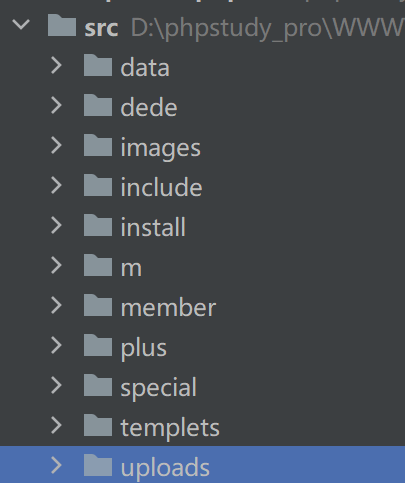 src D:\phpstudy_pro\WWW
data
dede
images
include
install
m
member
plus
special
templets
uploads